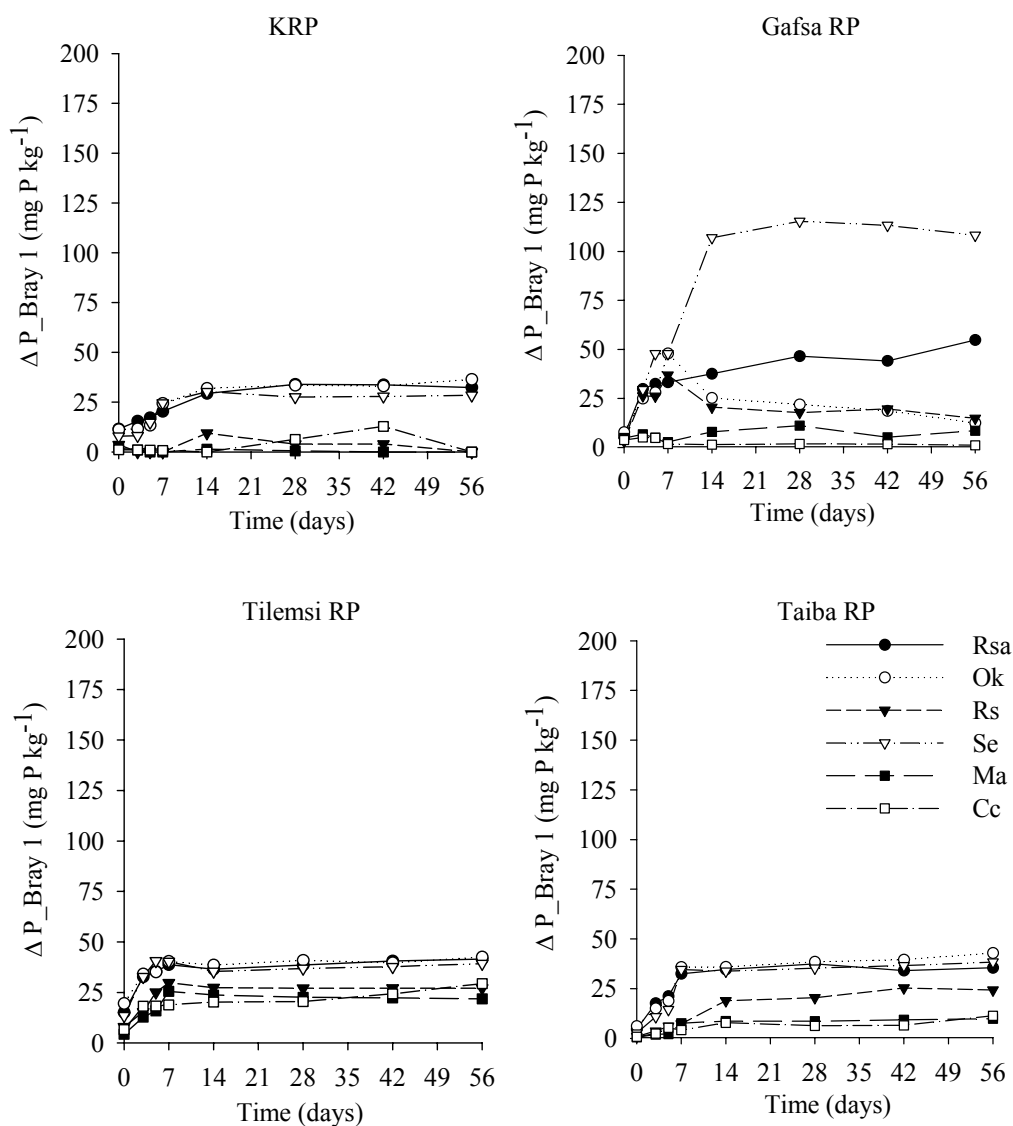 KRP
200
175
150
125
100
75
50
25
0
Δ P_Bray 1 (mg P kg-1)
0 7 14 21 28 35 42 49 56
Time (days)
Gafsa RP
200
175
150
125
100
75
50
25
0
Δ P_Bray 1 (mg P kg-1)
0 7 14 21 28 35 42 49 56
Time (days)
Tilemsi RP
200
175
150
125
100
75
50
25
0
Δ P_Bray 1 (mg P kg-1)
0 7 14 21 28 35 42 49 56
Time (days)
Taiba RP
200
175
150
125
100
75
50
25
0
Δ P_Bray 1 (mg P kg-1)
0 7 14 21 28 35 42 49 56
Time (days)
Rsa
Ok
Rs
Se
Ma
Cc